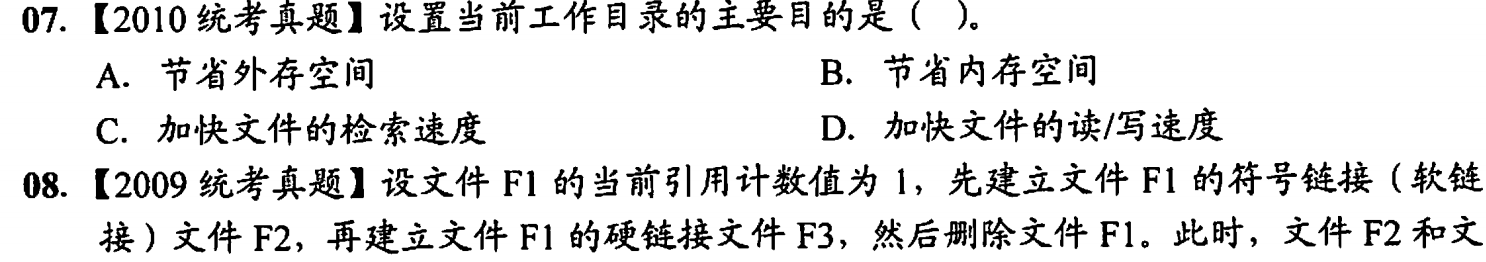 07. 【2010 统考真题】设置当前工作目录的主要目的是（ ）。
A. 节省外存空间 B. 节省内存空间
C. 加快文件的检索速度 D. 加快文件的读/写速度
08. 【2009 统考真题】设文件 F1 的当前引用计数值为 1，先建立文件 F1 的符号链接（软链
接）文件 F2，再建立文件 F1 的硬链接文件 F3，然后删除文件 F1。此时，文件 F2 和文